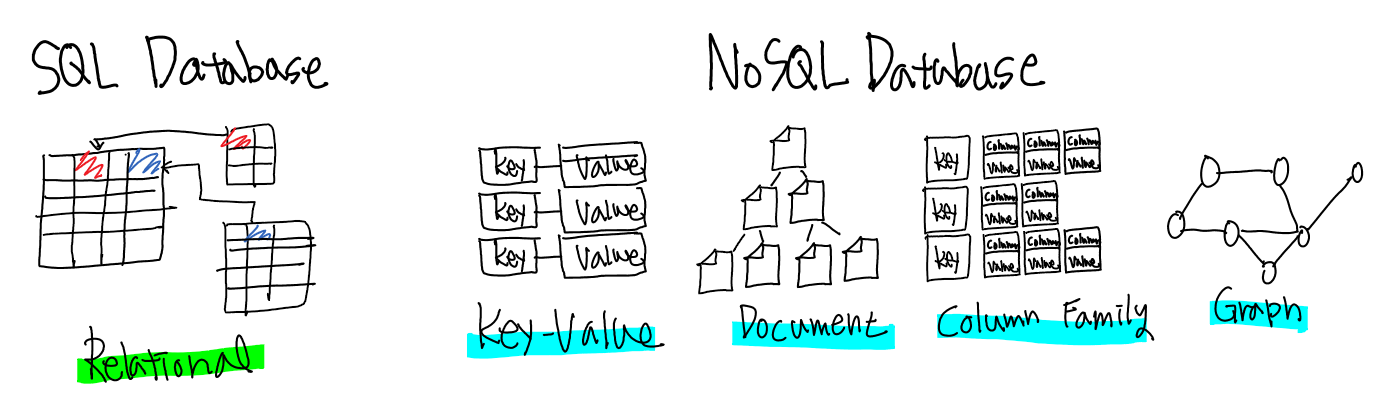 SQL Database
NoSQL Database
Key Value
Key Value
Key Value
Key
Column Column Column
Value Value Value
Key
Column Column
Value Value
Key
Column Column Column
Value Value Value
Relational
Key-Value
Document
Column Family
Graph